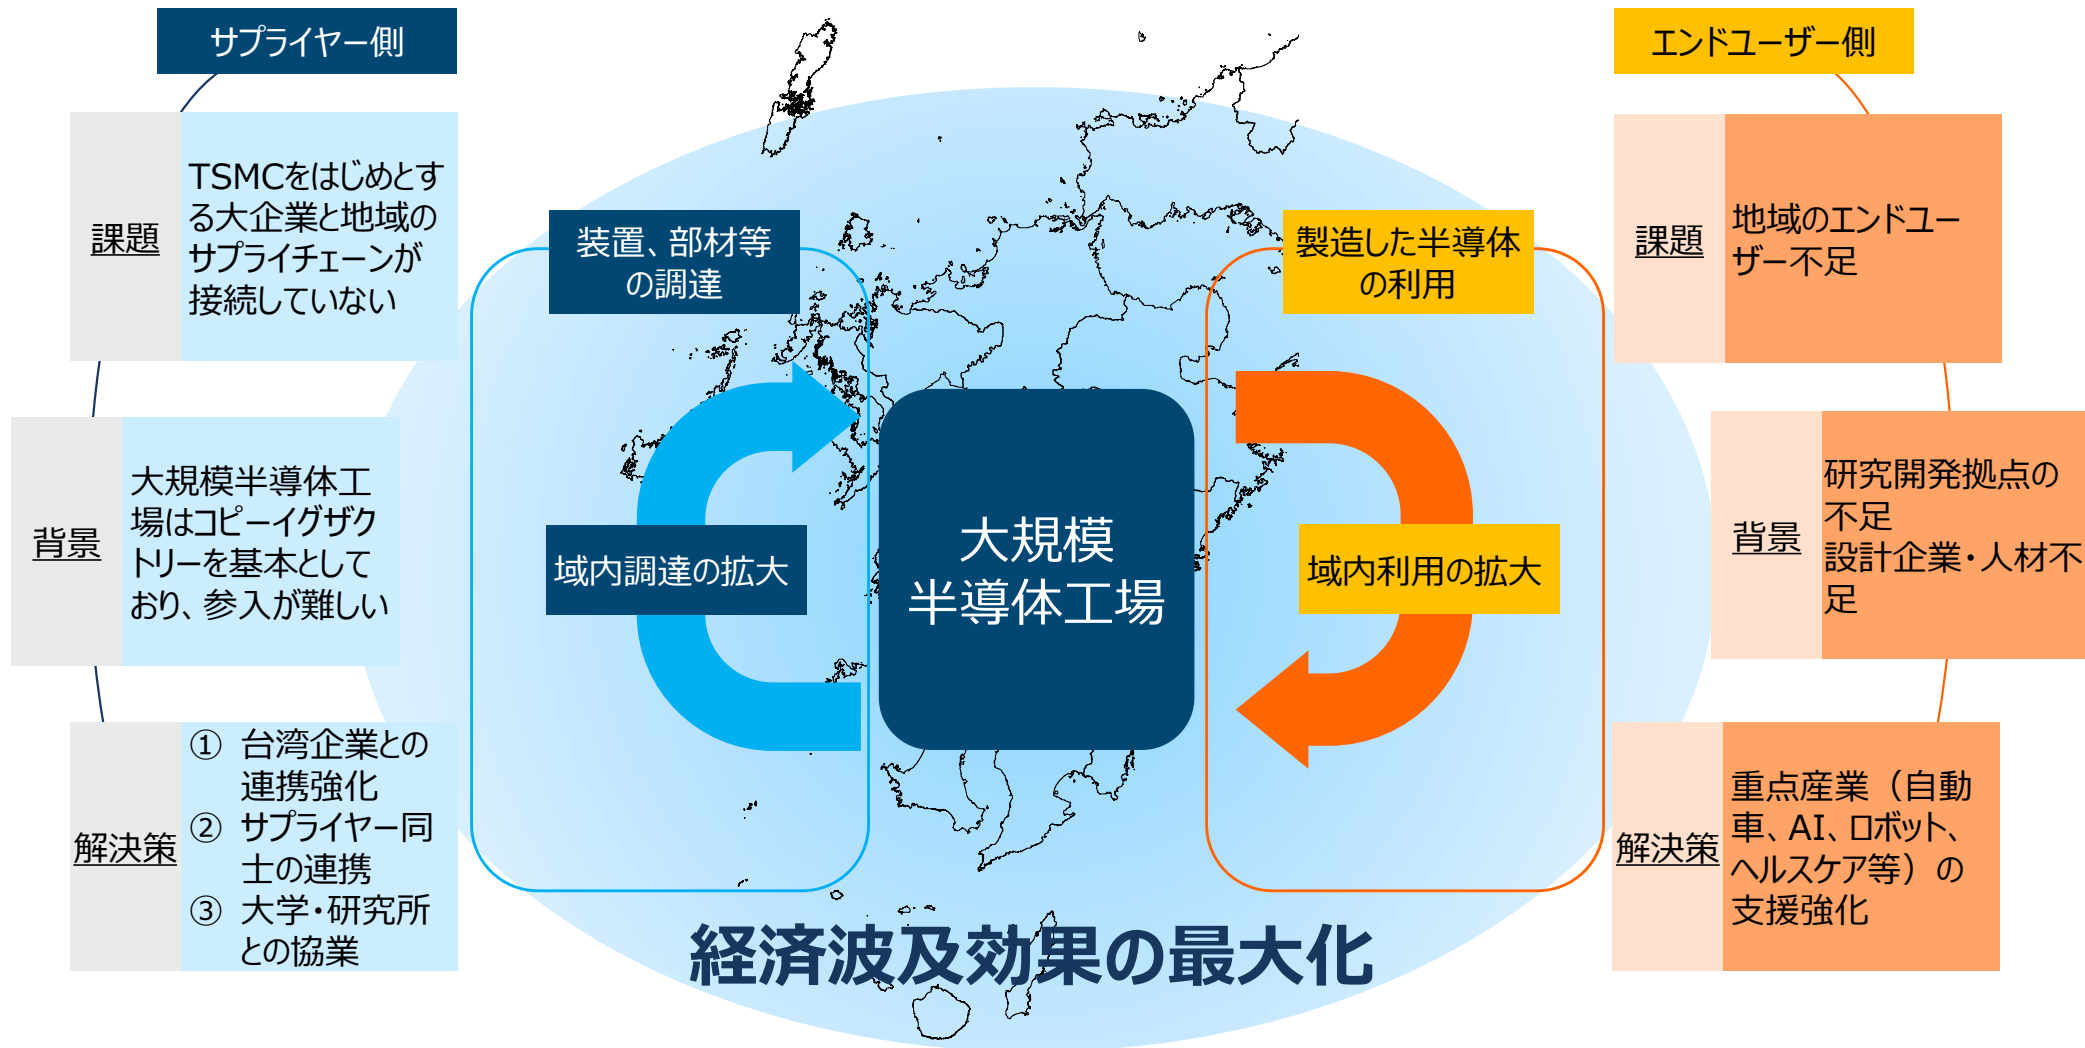 サプライヤー側
課題
TSMCをはじめとす
る大企業と地域の
サプライチェーンが
接続していない
背景
大規模半導体工
場はコピーイグザク
トリーを基本として
おり、参入が難しい
解決策
① 台湾企業との
連携強化
② サプライヤー同
士の連携
③ 大学・研究所
との協業
装置、部材等
の調達
域内調達の拡大
大規模
半導体工場
製造した半導体
の利用
域内利用の拡大
経済波及効果の最大化
エンドユーザー側
課題
地域のエンドユー
ザー不足
背景
研究開発拠点の
不足
設計企業・人材不
足
解決策
重点産業（自動
車、AI、ロボット、
ヘルスケア等）の
支援強化